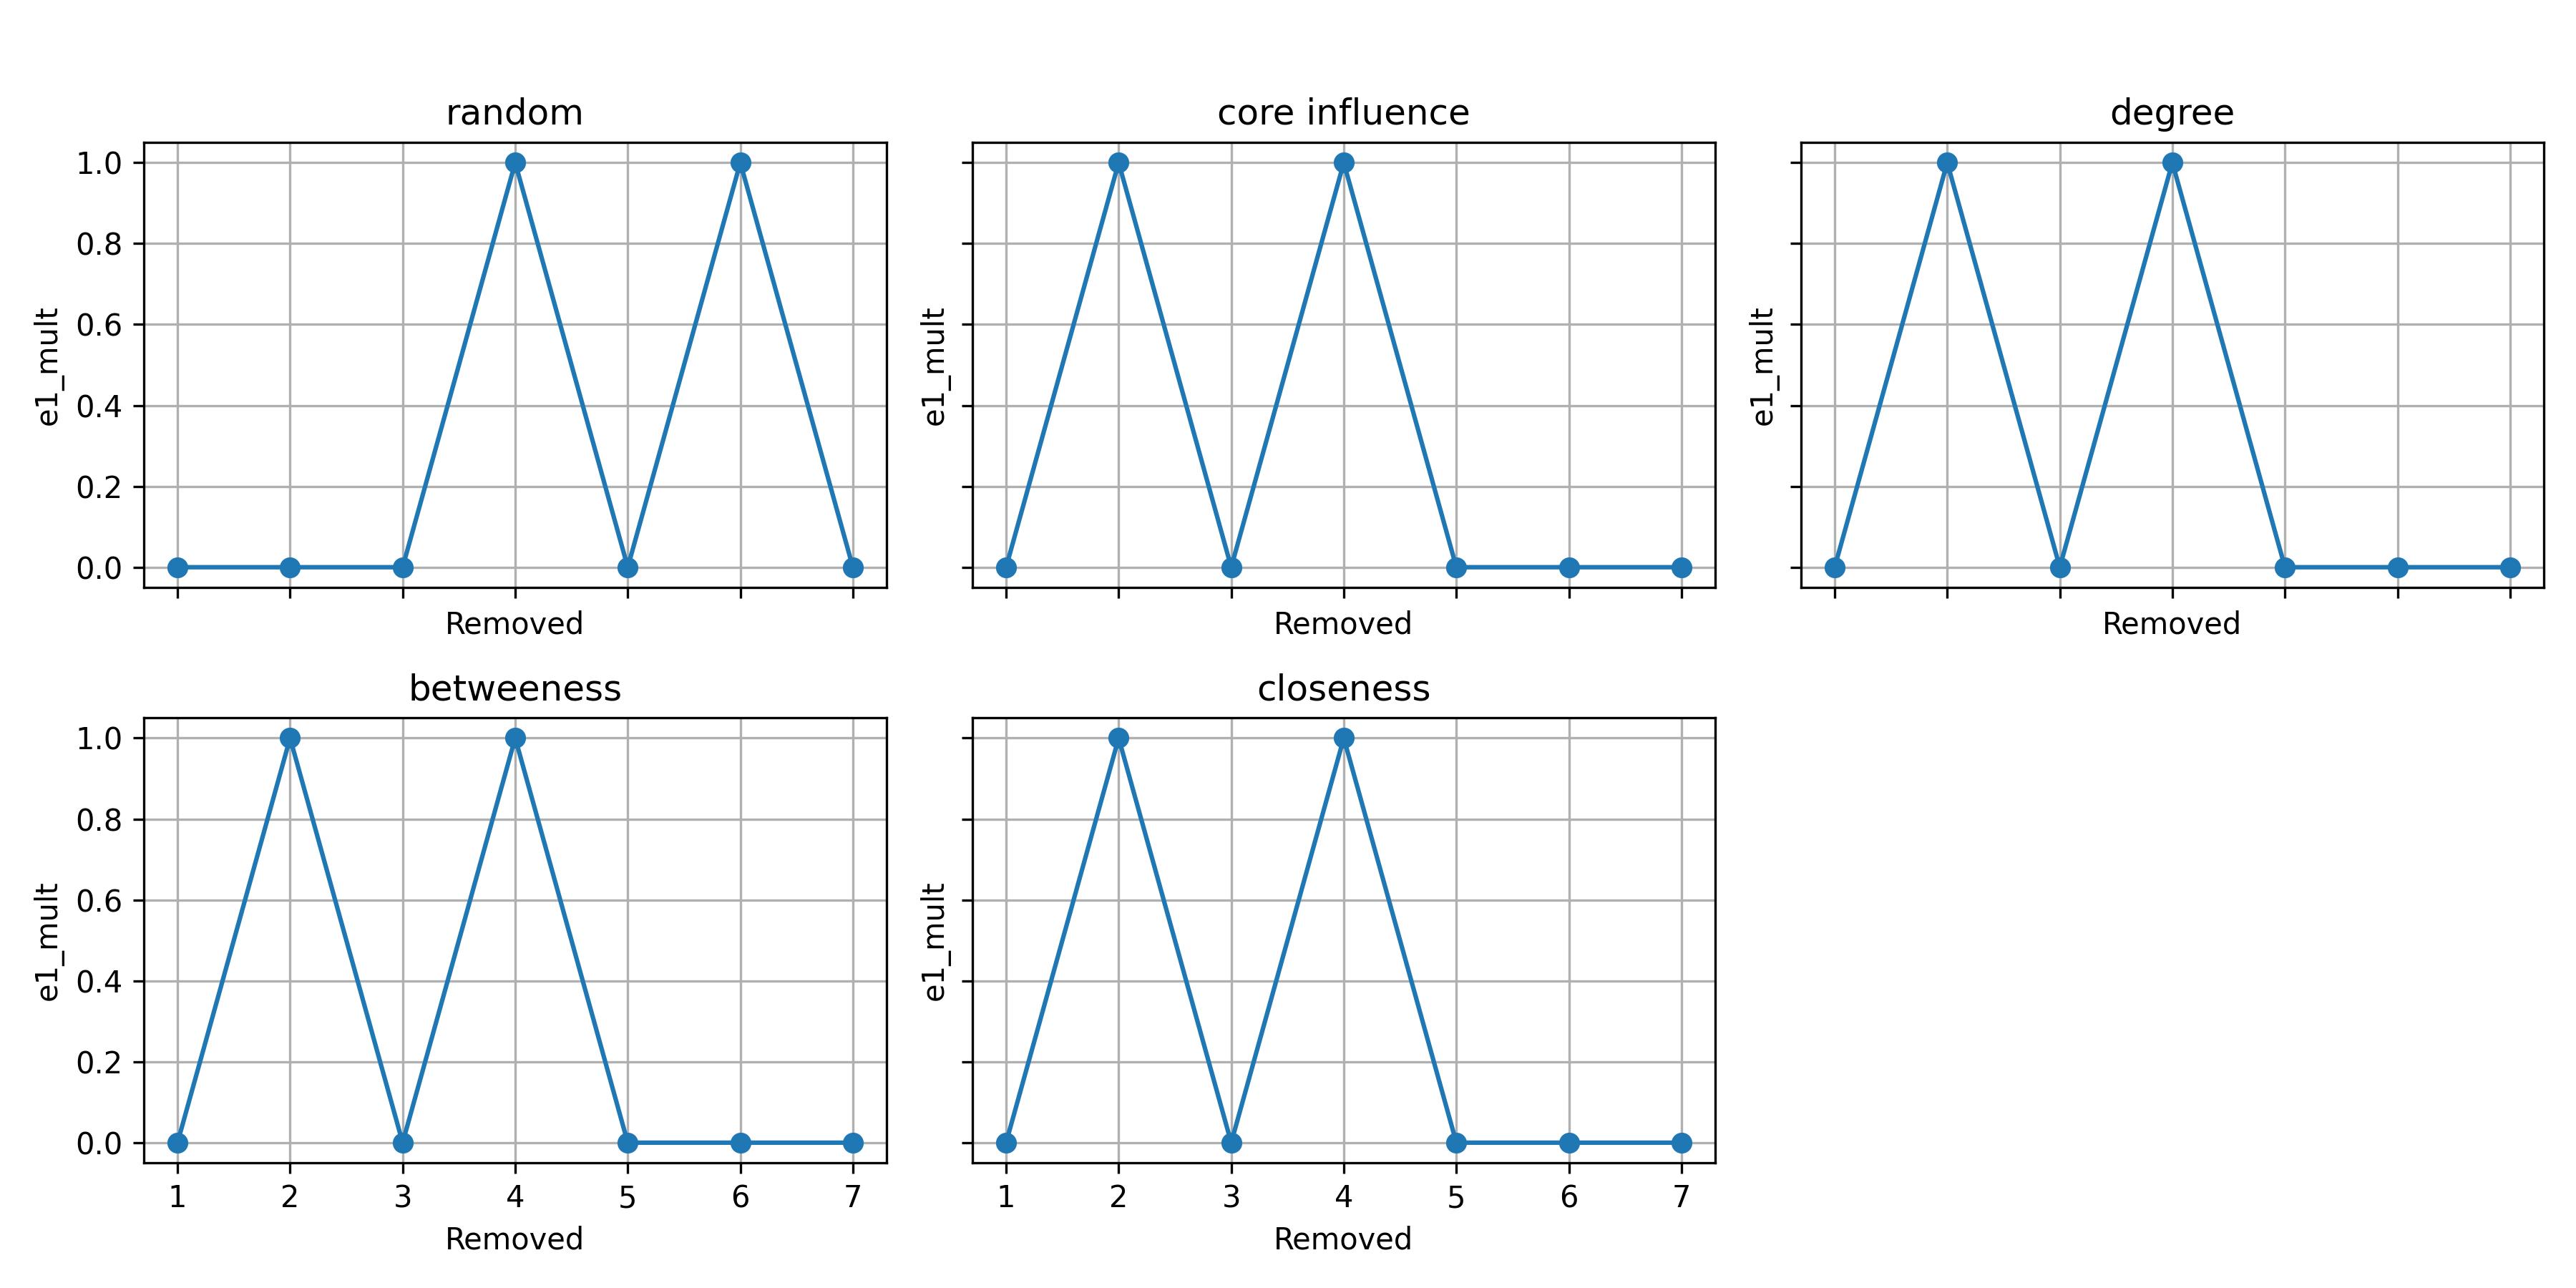 random
1.0
0.8
0.6
0.4
0.2
0.0
e1_mult
Removed
core influence
e1_mult
Removed
degree
e1_mult
Removed
betweeness
1.0
0.8
0.6
0.4
0.2
0.0
e1_mult
1 2 3 4 5 6 7
Removed
closeness
e1_mult
1 2 3 4 5 6 7
Removed